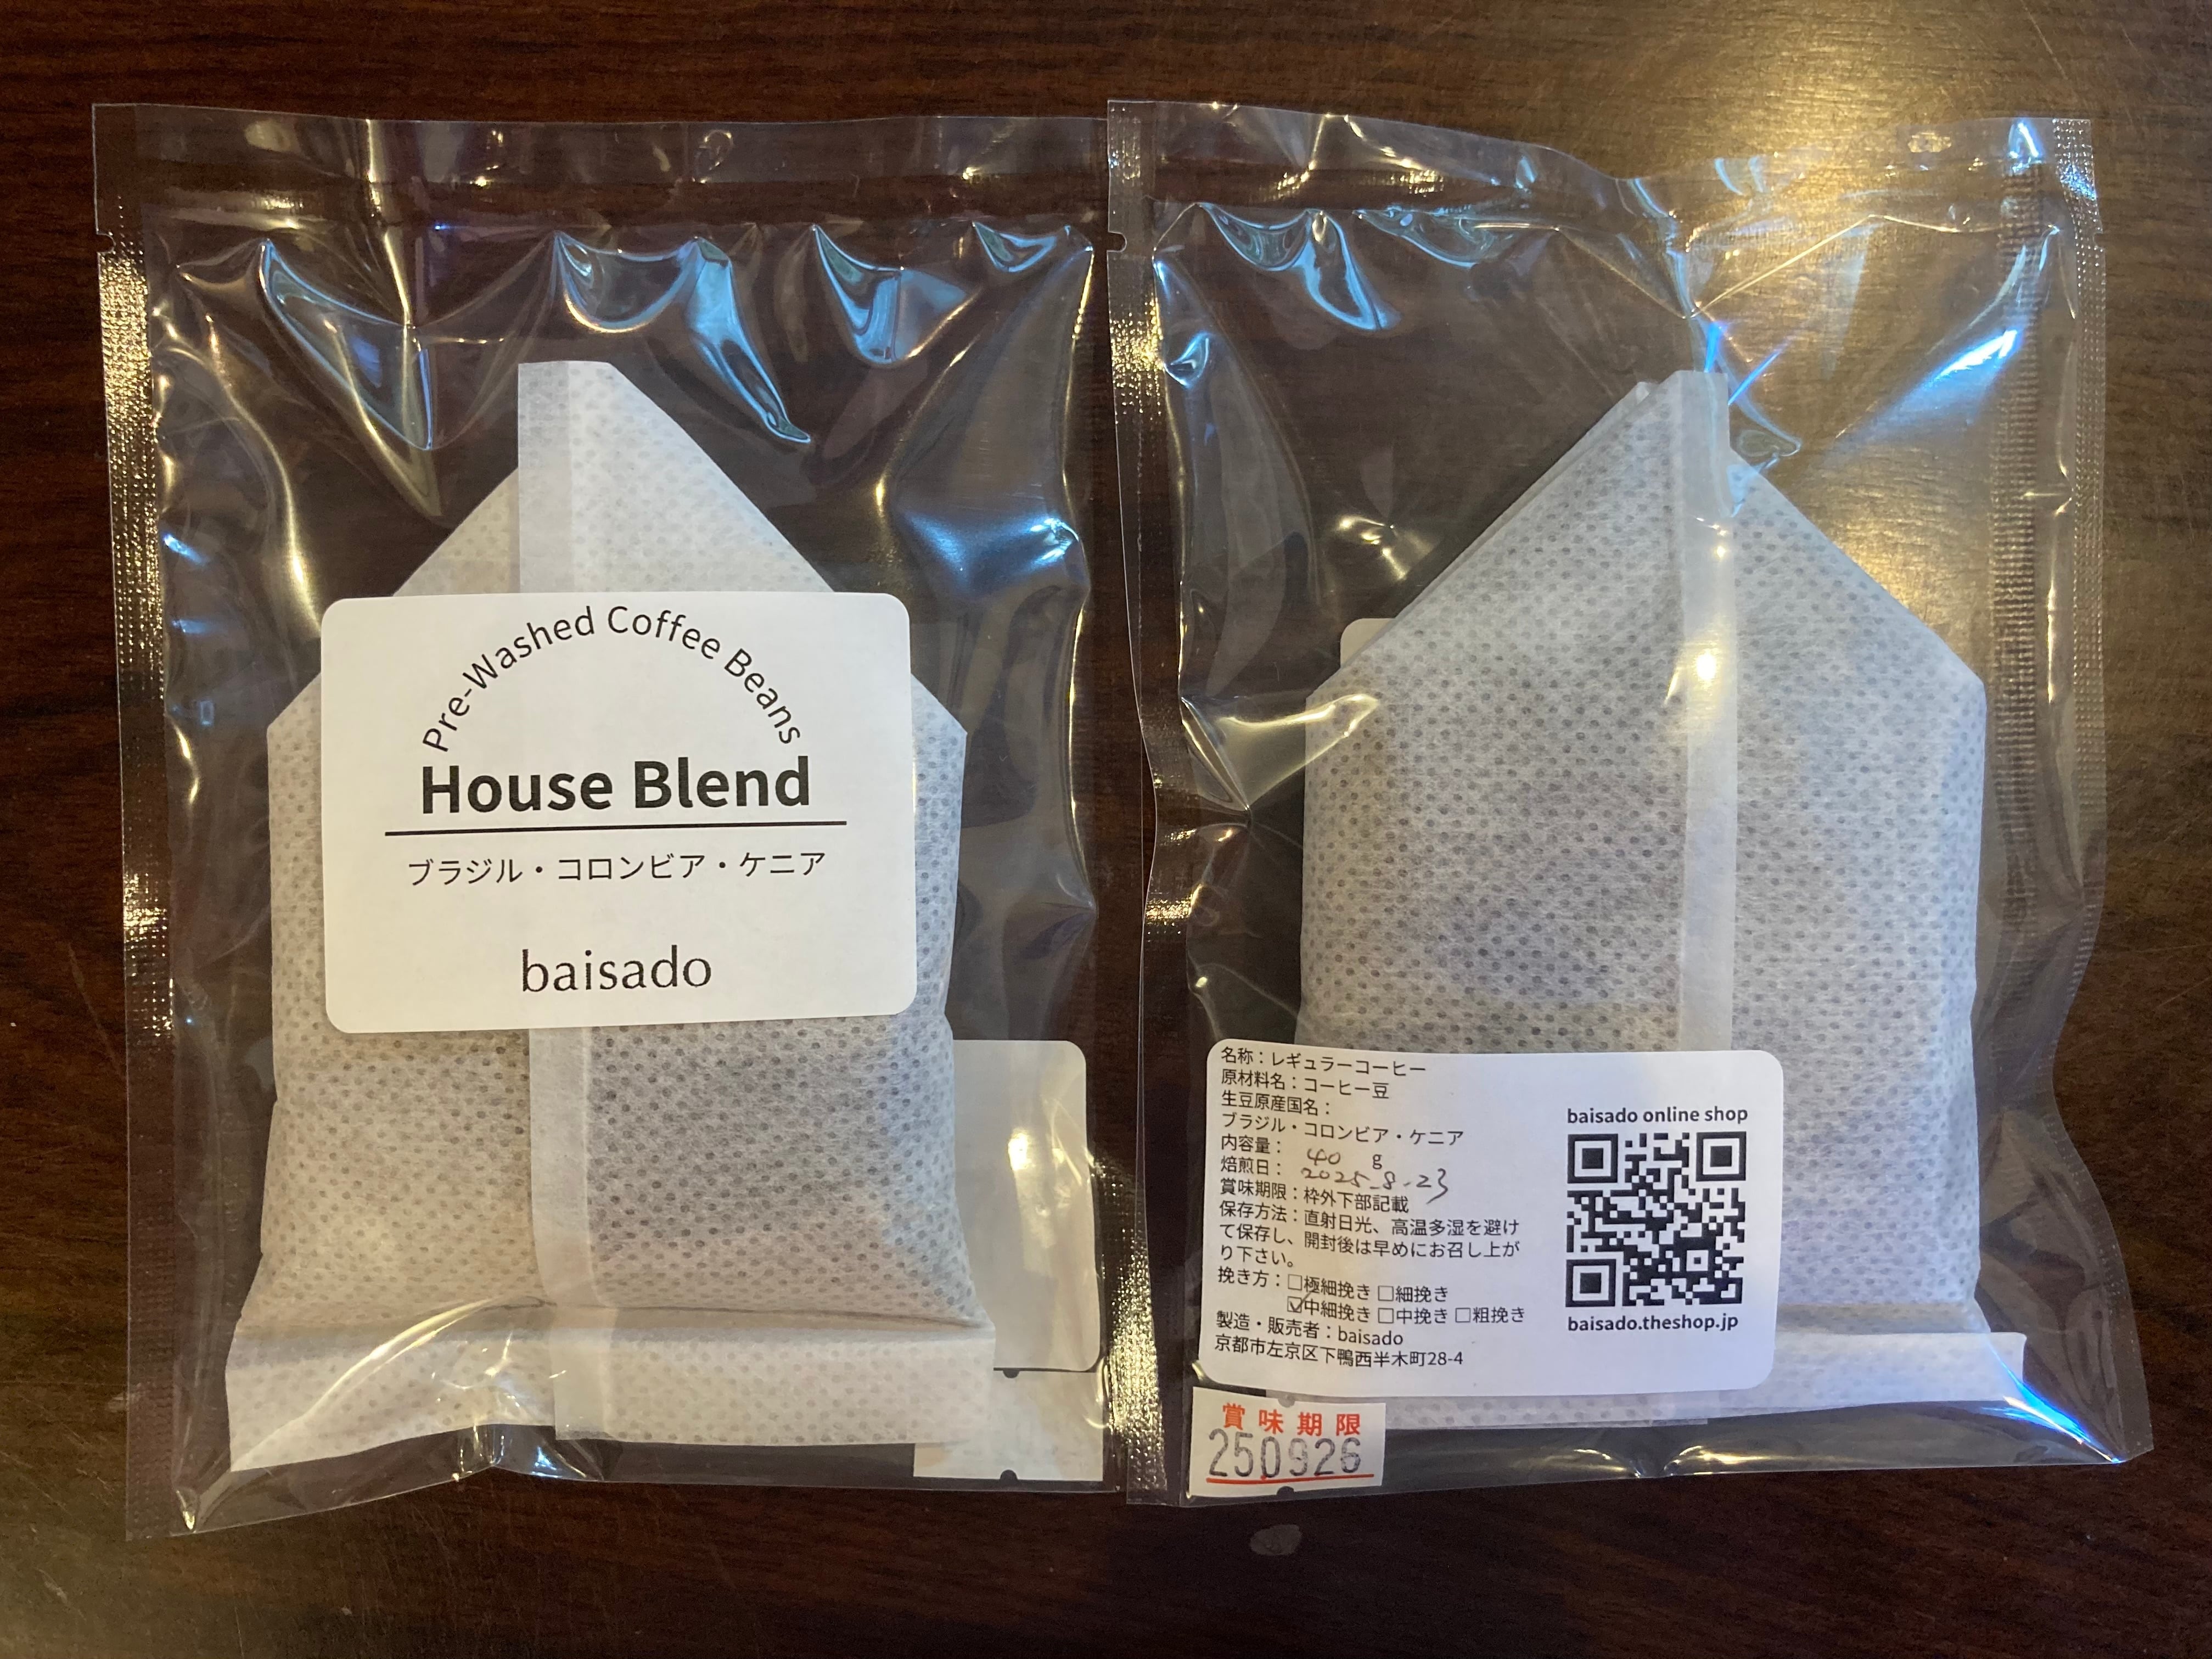 Pre-Washed Coffee Beans
House Blend
ブラジル・コロンビア・ケニア
baisado
名称：レギュラーコーヒー
原材料名：コーヒー豆
生豆原産国名：
ブラジル・コロンビア・ケニア
内容量： 40 g
焙煎日： 2025.8.23
賞味期限：枠外下部記載
保存方法：直射日光、高温多湿を避け
て保存し、開封後は早めにお召し上が
り下さい。
挽き方：□極細挽き □細挽き
☑中細挽き □中挽き □粗挽き
製造・販売者：baisado
京都市左京区下鴨西半木町28-4
baisado online shop
baisado.theshop.jp
賞味期限
250926